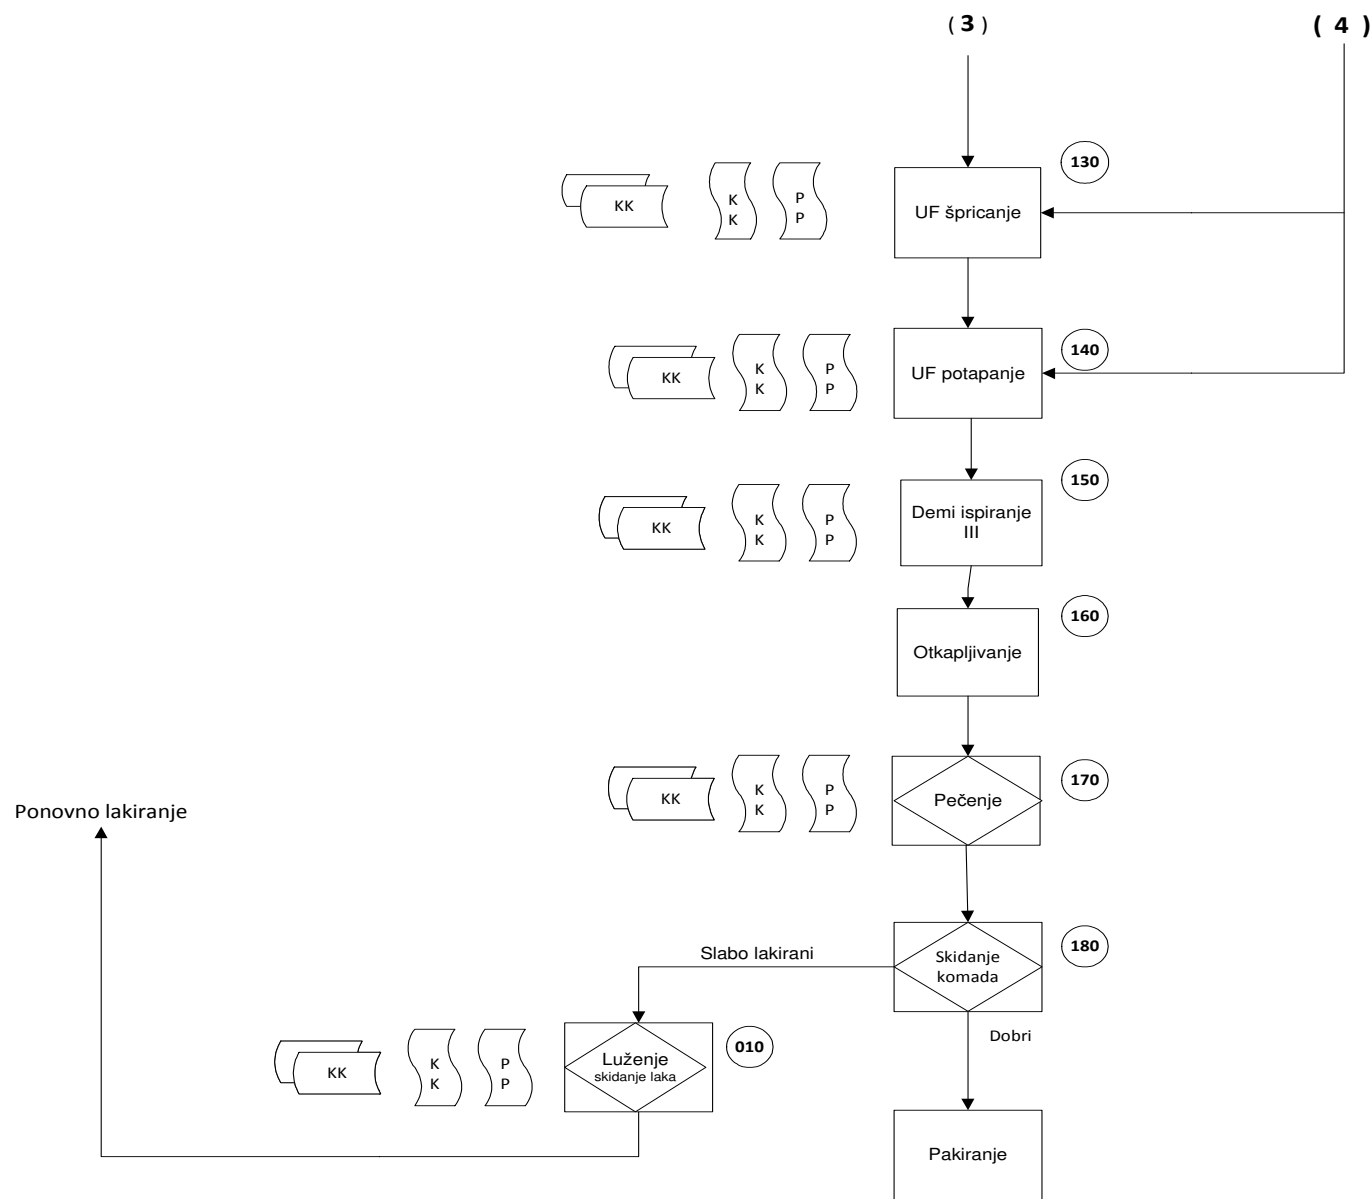 (3)
( 4 )
130
KK
K
K
P
P
UF špricanje
140
KK
K
K
P
P
UF potapanje
150
KK
K
K
P
P
Demi ispiranje
III
160
Otkapljivanje
170
KK
K
K
P
P
Pečenje
Ponovno lakiranje
180
Slabo lakirani
Skidanje
komada
Dobri
010
KK
K
K
P
P
Luženje
skidanje laka
Pakiranje